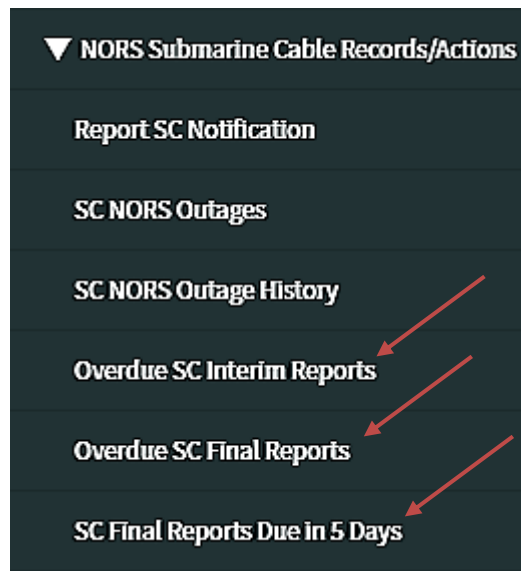 ▼ NORS Submarine Cable Records/Actions
Report SC Notification
SC NORS Outages
SC NORS Outage History
Overdue SC Interim Reports
Overdue SC Final Reports
SC Final Reports Due in 5 Days